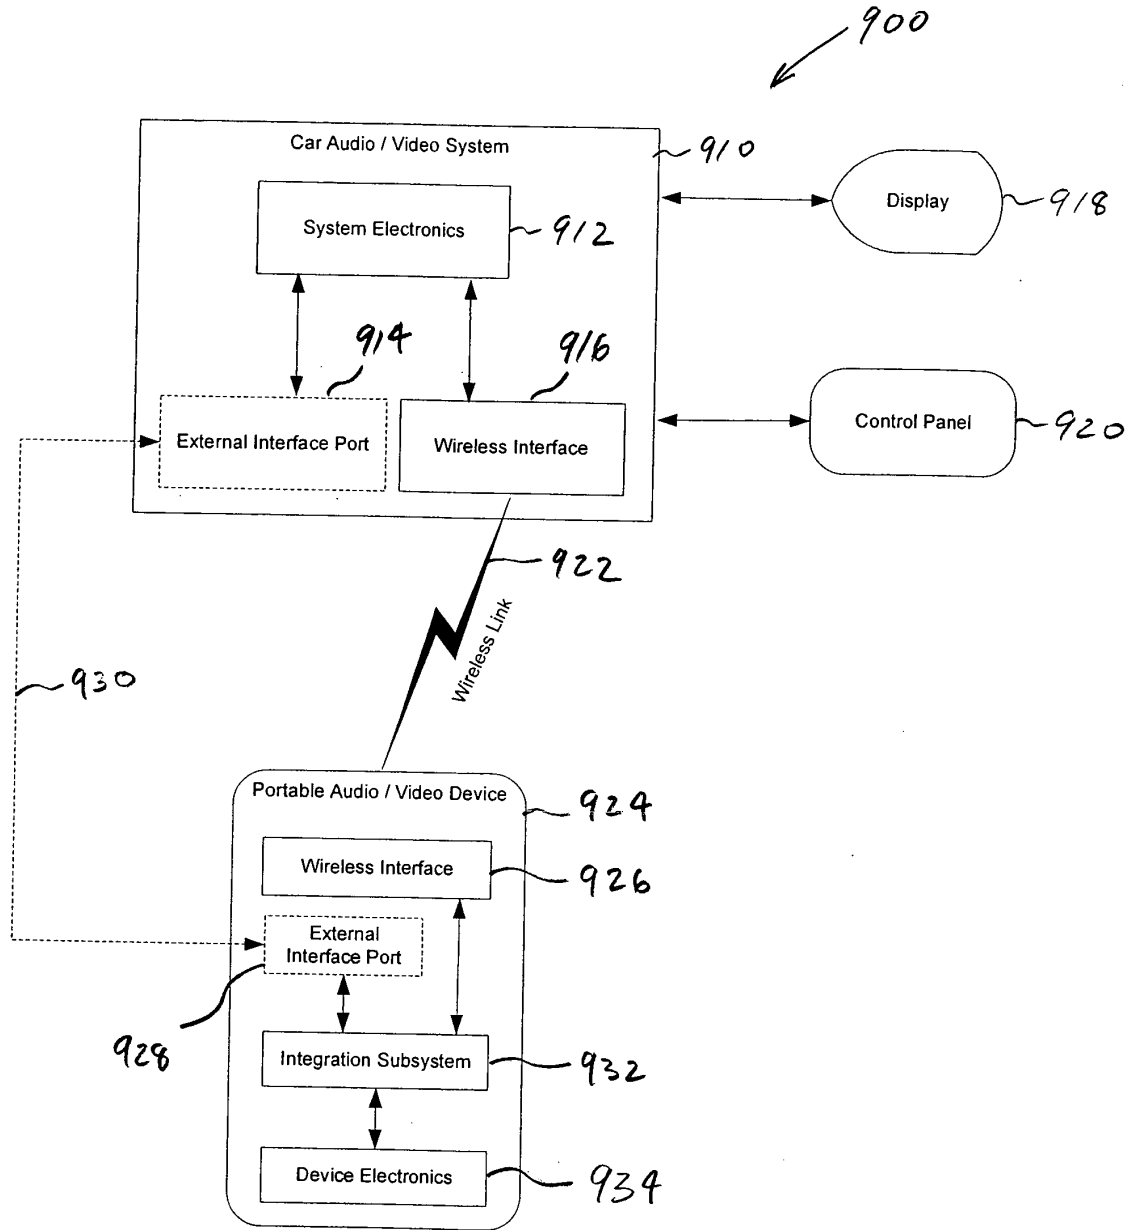 900
Car Audio / Video System
910
System Electronics
912
Display
918
914
916
External Interface Port
Wireless Interface
Control Panel
920
922
Wireless Link
930
Portable Audio / Video Device
924
Wireless Interface
926
External
Interface Port
928
Integration Subsystem
932
Device Electronics
934